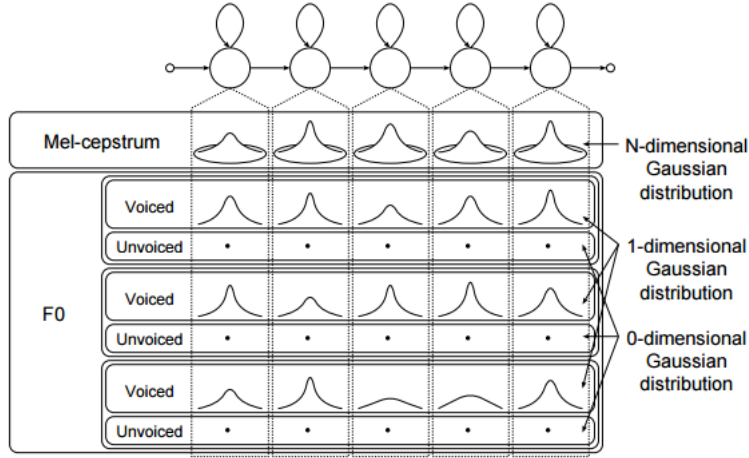 Mel-cepstrum
N-dimensional
Gaussian
distribution
F0
Voiced
Unvoiced
Voiced
Unvoiced
Voiced
Unvoiced
1-dimensional
Gaussian
distribution
0-dimensional
Gaussian
distribution